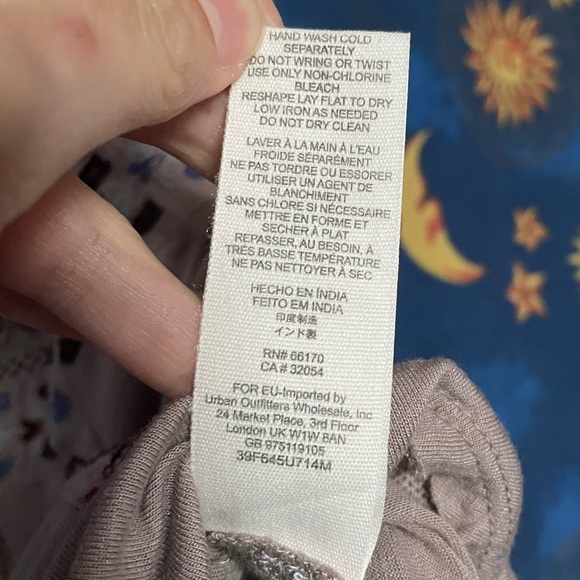 HAND WASH COLD
SEPARATELY
DO NOT WRING OR TWIST
USE ONLY NON-CHLORINE
BLEACH
RESHAPE LAY FLAT TO DRY
LOW IRON AS NEEDED
DO NOT DRY CLEAN
LAVER À LA MAIN À L'EAU
FROIDE SÉPARÉMENT
NE PAS TORDRE OU ESSORER
UTILISER UN AGENT DE
BLANCHIMENT
SANS CHLORE SI NÉCESSAIRE
METTRE EN FORME ET
SECHER À PLAT
REPASSER, AU BESOIN, À
TRÈS BASSE TEMPÉRATURE
NE PAS NETTOYER À SEC
HECHO EN ÍNDIA
FEITO EM INDIA
印度制造
インド製
RN# 66170
CA # 32054
FOR EU-Imported by
Urban Outfitters Wholesale, Inc
24 Market Place, 3rd Floor
London UK W1W 8AN
GB 975119105
39F645U714M